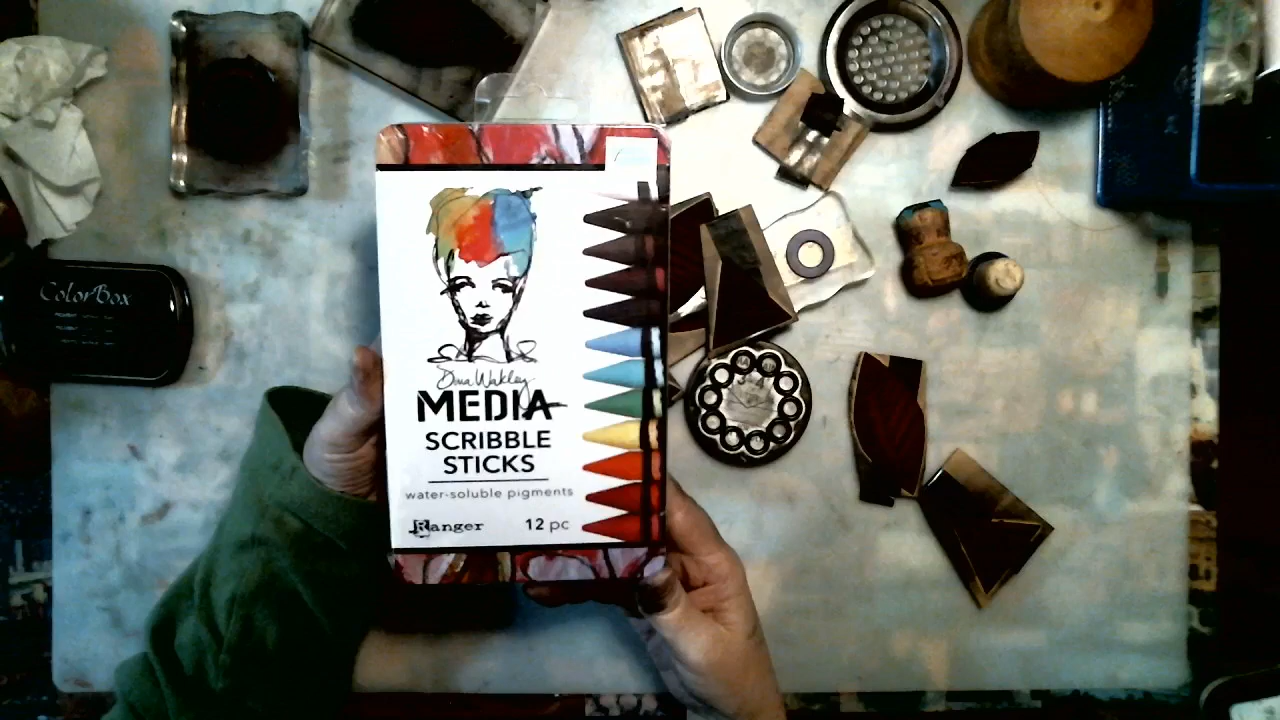 ColorBox
Dina Wakley
MEDIA
SCRIBBLE
STICKS
water-soluble pigments
Ranger
12 pc